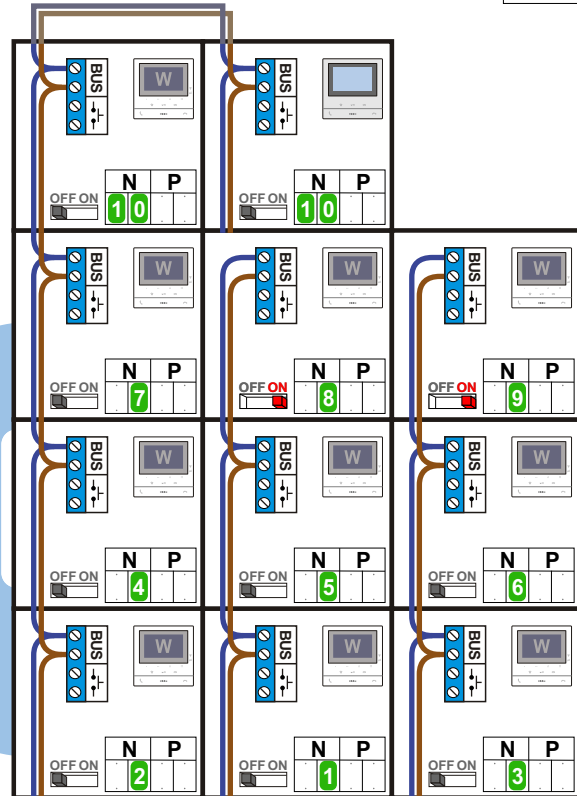 BUS W BUS
N P N P
OFF ON 1 0 OFF ON 1 0
BUS W BUS W BUS W
N P N P N P
OFF ON 7 OFF ON 8 OFF ON 9
BUS W BUS W BUS W
N P N P N P
OFF ON 4 OFF ON 5 OFF ON 6
BUS W BUS W BUS W
N P N P N P
OFF ON 2 OFF ON 1 OFF ON 3